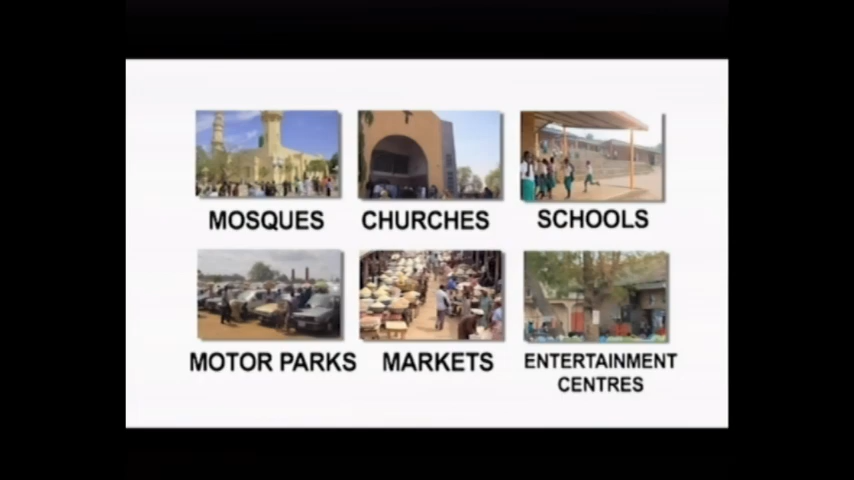 MOSQUES CHURCHES SCHOOLS
MOTOR PARKS MARKETS ENTERTAINMENT
CENTRES